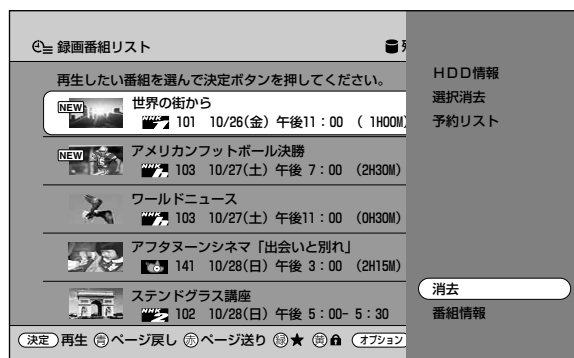 録画番組リスト
再生したい番組を選んで決定ボタンを押してください。
NEW 世界の街から
101 10/26(金) 午後11：00 ( 1H00M)
NEW アメリカンフットボール決勝
103 10/27(土) 午後 7：00 (2H30M)
ワールドニュース
103 10/27(土) 午後11：00 (0H30M)
アフタヌーンシネマ「出会いと別れ」
141 10/28(日) 午後 3：00 (2H15M)
ステンドグラス講座
102 10/28(日) 午後 5：00- 5：30
決定 再生 青 ページ戻し 赤 ページ送り 緑 ★ 黄 オプション
HDD情報
選択消去
予約リスト
消去
番組情報